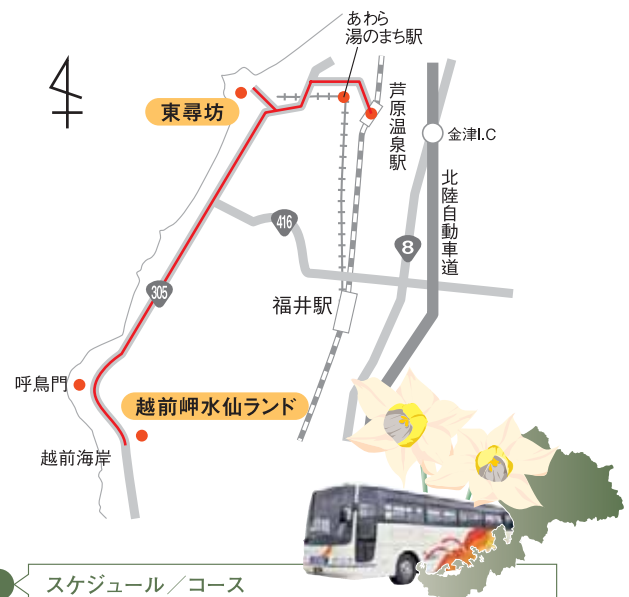 あわら
湯のまち駅
東尋坊
芦原温泉駅
金津I.C
北陸自動車道
416
8
305
福井駅
呼鳥門
越前岬水仙ランド
越前海岸
スケジュール／コース